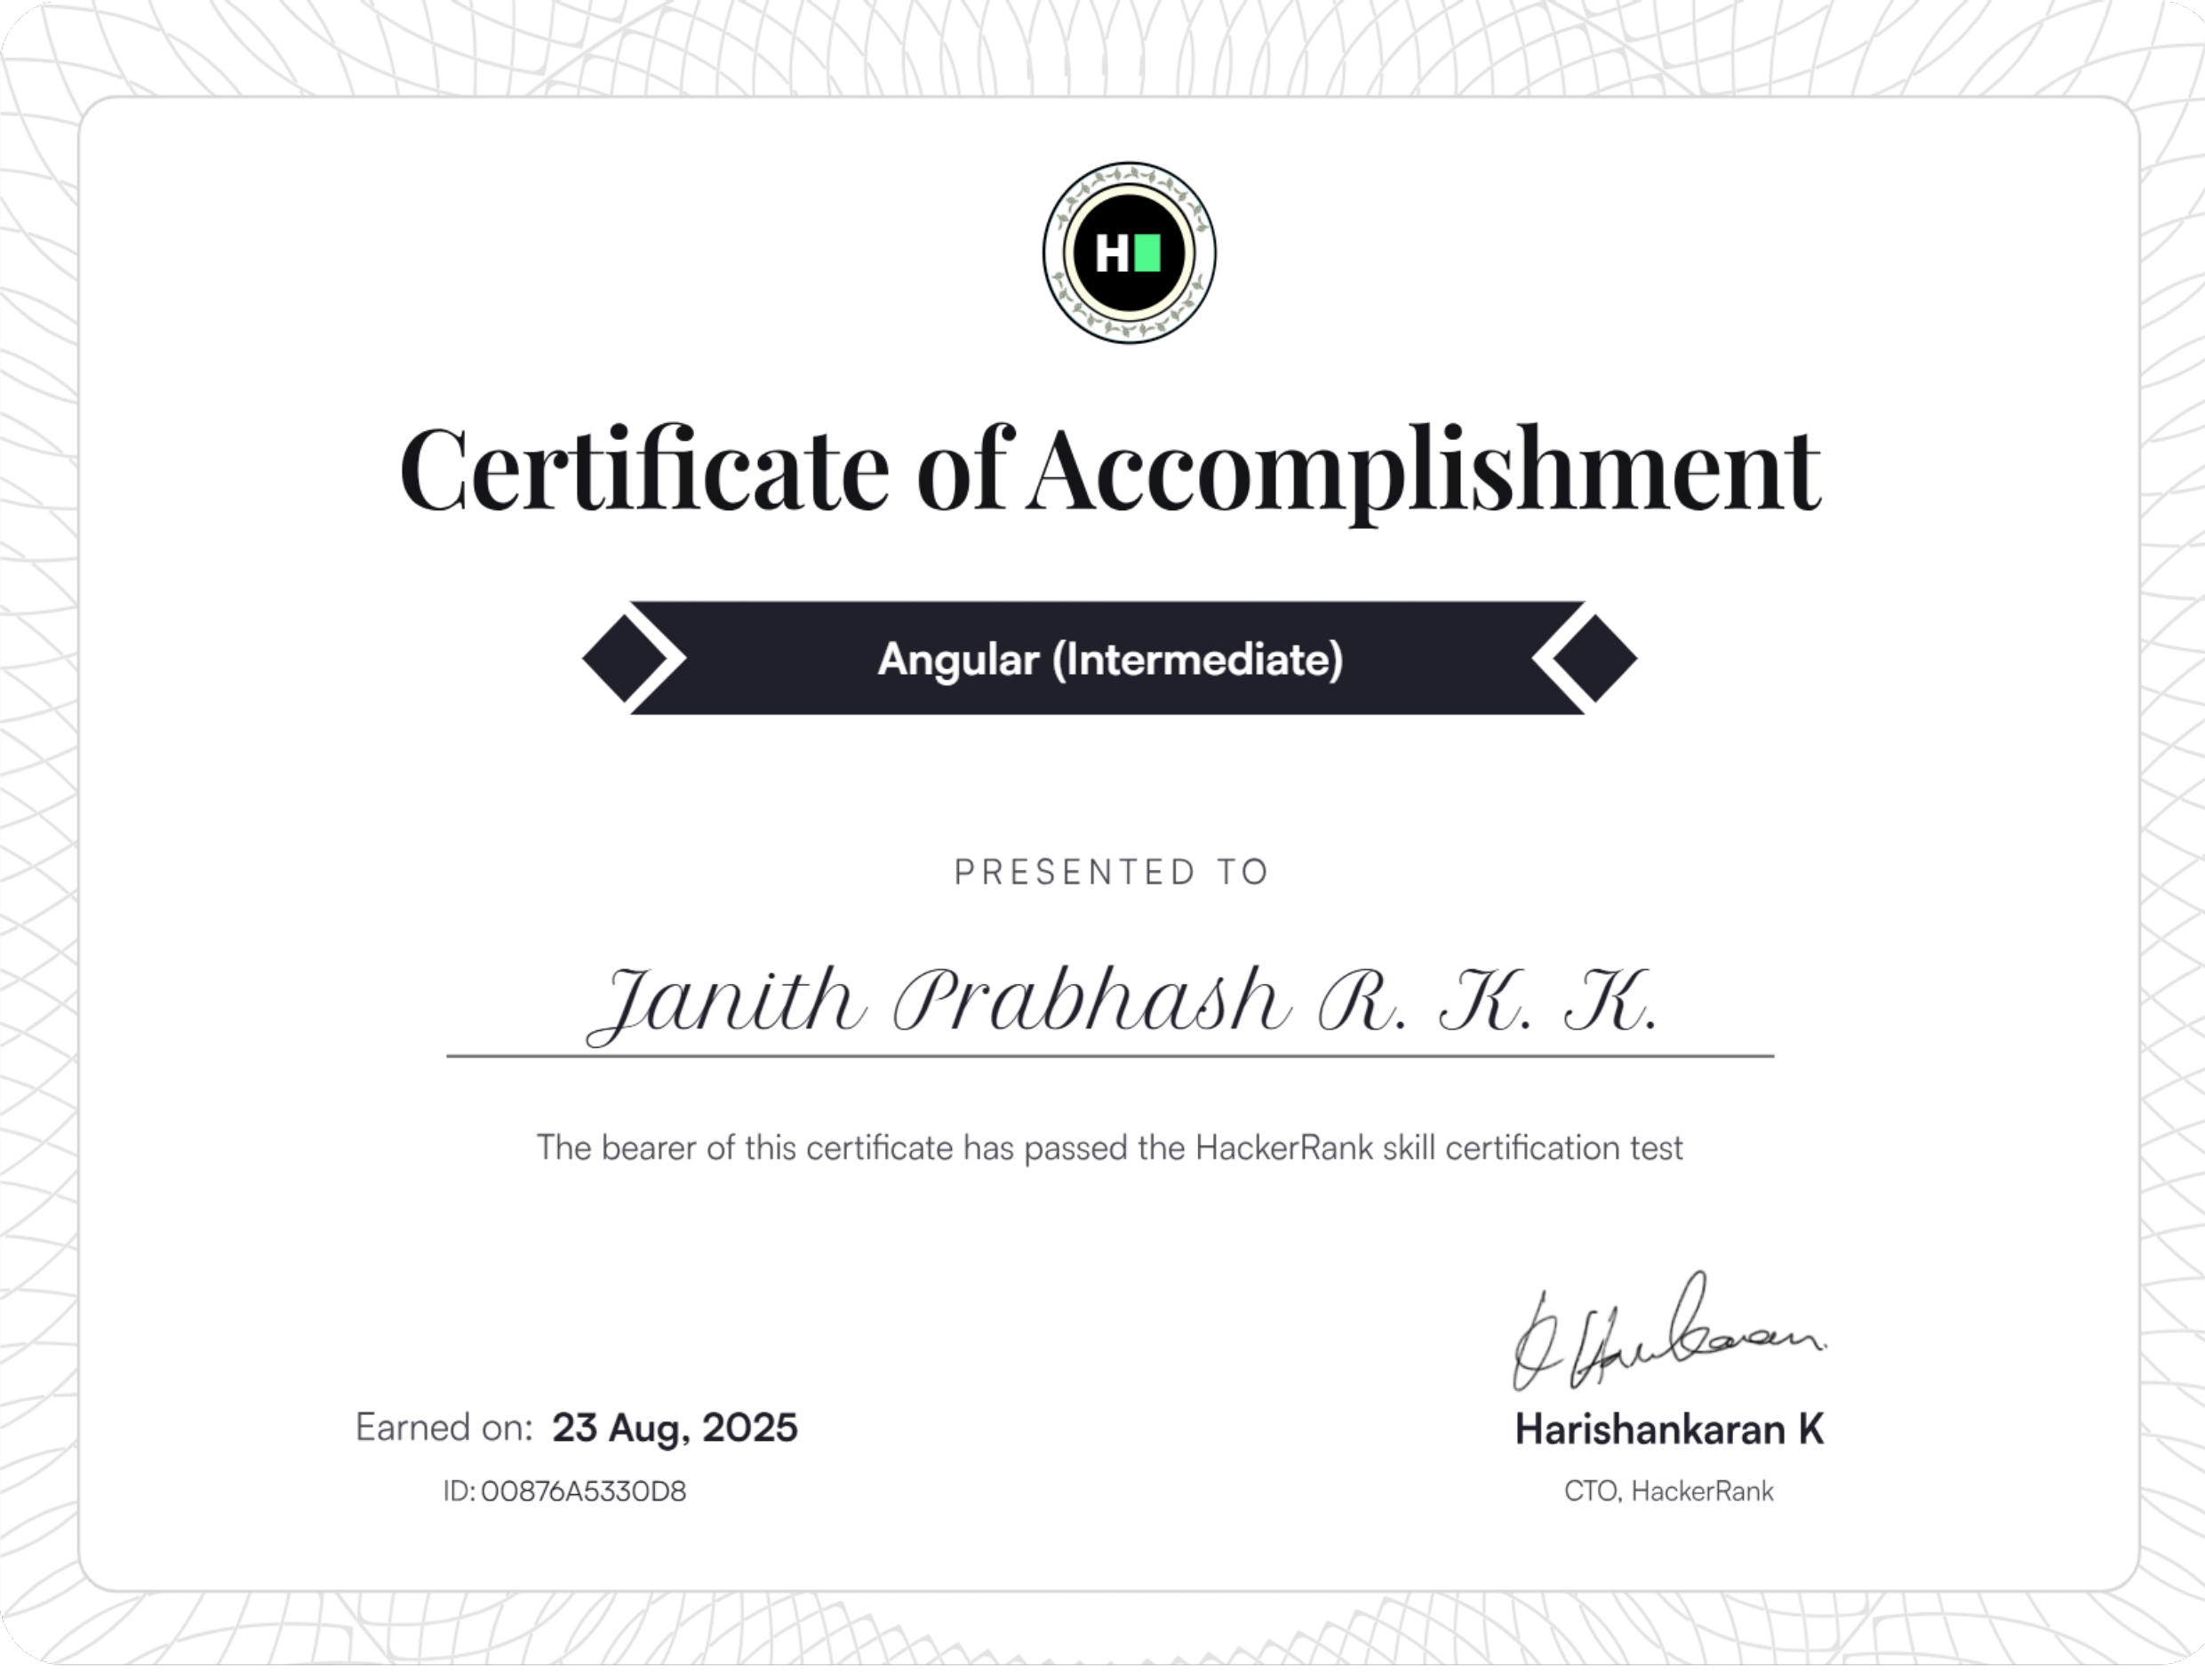 H
Certificate of Accomplishment
Angular (Intermediate)
PRESENTED TO
Janith Prabhash R. K. K.
The bearer of this certificate has passed the HackerRank skill certification test
Earned on: 23 Aug, 2025
ID: 00876A5330D8
Harishankaran K
CTO, HackerRank